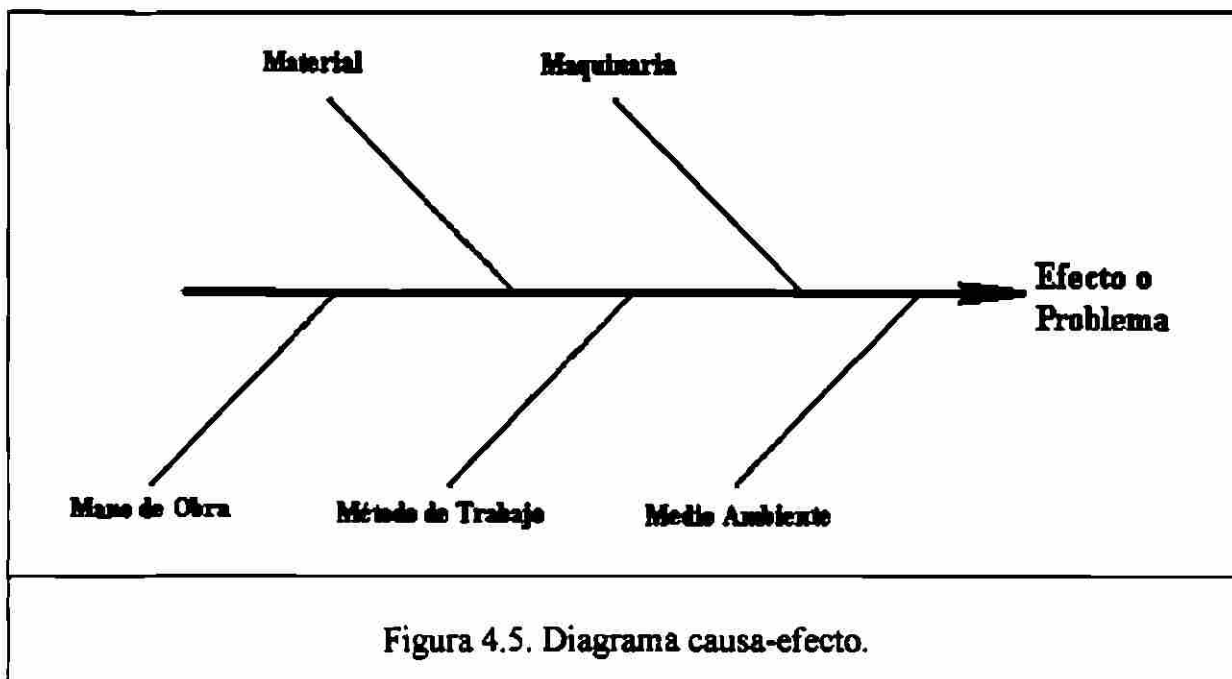 Material
Maquinaria
Efecto o
Problema
Mano de Obra
Método de Trabajo
Medio Ambiente
Figura 4.5. Diagrama causa-efecto.